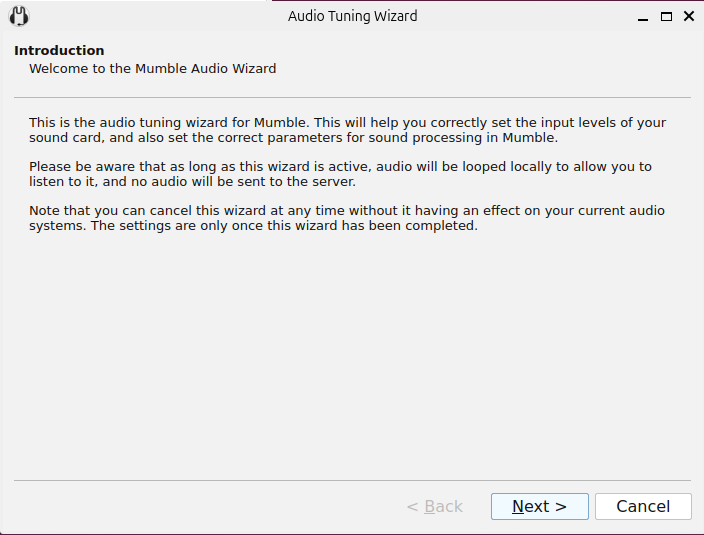 Audio Tuning Wizard
Introduction
Welcome to the Mumble Audio Wizard
This is the audio tuning wizard for Mumble. This will help you correctly set the input levels of your
sound card, and also set the correct parameters for sound processing in Mumble.
Please be aware that as long as this wizard is active, audio will be looped locally to allow you to
listen to it, and no audio will be sent to the server.
Note that you can cancel this wizard at any time without it having an effect on your current audio
systems. The settings are only once this wizard has been completed.
< Back
Next >
Cancel